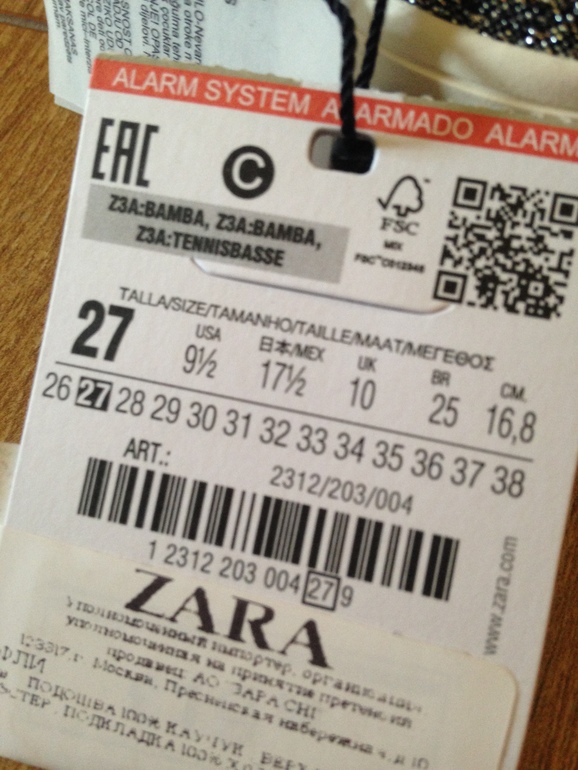 ALARM SYSTEM ALARMADO ALARM
EAC
C
Z3A:BAMBA, Z3A:BAMBA,
Z3A:TENNISBASSE
FSC
MIX
TALLA/SIZE/TAMANHO/TAILLE/MAAT/ΜΕΓΕΘΟΣ
27
USA 日本/MEX UK BR CM.
9½ 17½ 10 25 16,8
26 27 28 29 30 31 32 33 34 35 36 37 38
ART.:
2312/203/004
1 2312 203 004 27 9
www.zara.com
ZARA
Уполномоченный импортер, организация,
уполномоченная на принятие претензий
продавец: АО "ЗАРА СНГ"
123317, г. Москва, Пресненская набережная, д.10
ПОДОШВА 100% КАУЧУК ВЕРХ
ПОДКЛАДКА 100%